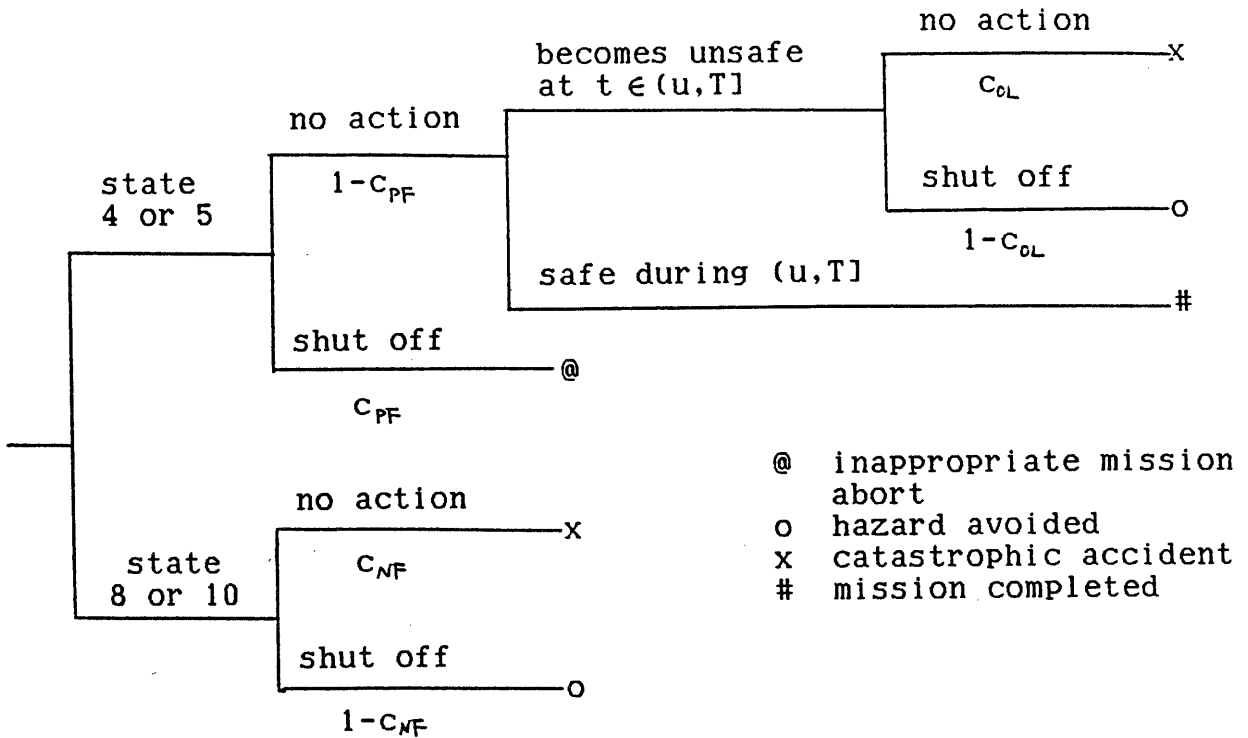 no action
x
C_OL
becomes unsafe
at t ∈ (u,T]
no action
1-C_PF
shut off
o
1-C_OL
state
4 or 5
safe during (u,T]
#
shut off
@
C_PF
@ inappropriate mission
abort
o hazard avoided
x catastrophic accident
# mission completed
no action
x
C_NF
state
8 or 10
shut off
o
1-C_NF